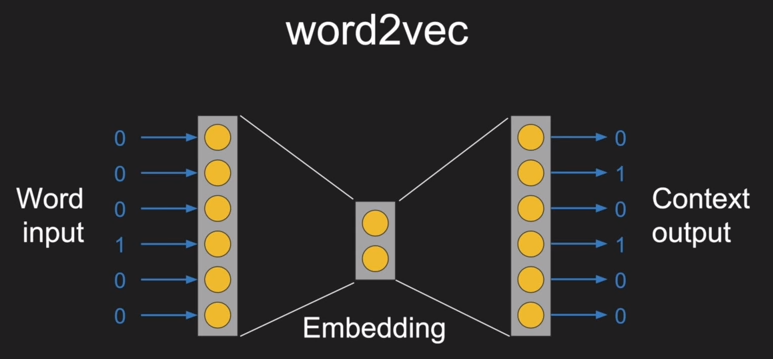 word2vec
0 0
0 1
Word input
0 0
Context output
1 1
0 0
0 0
Embedding